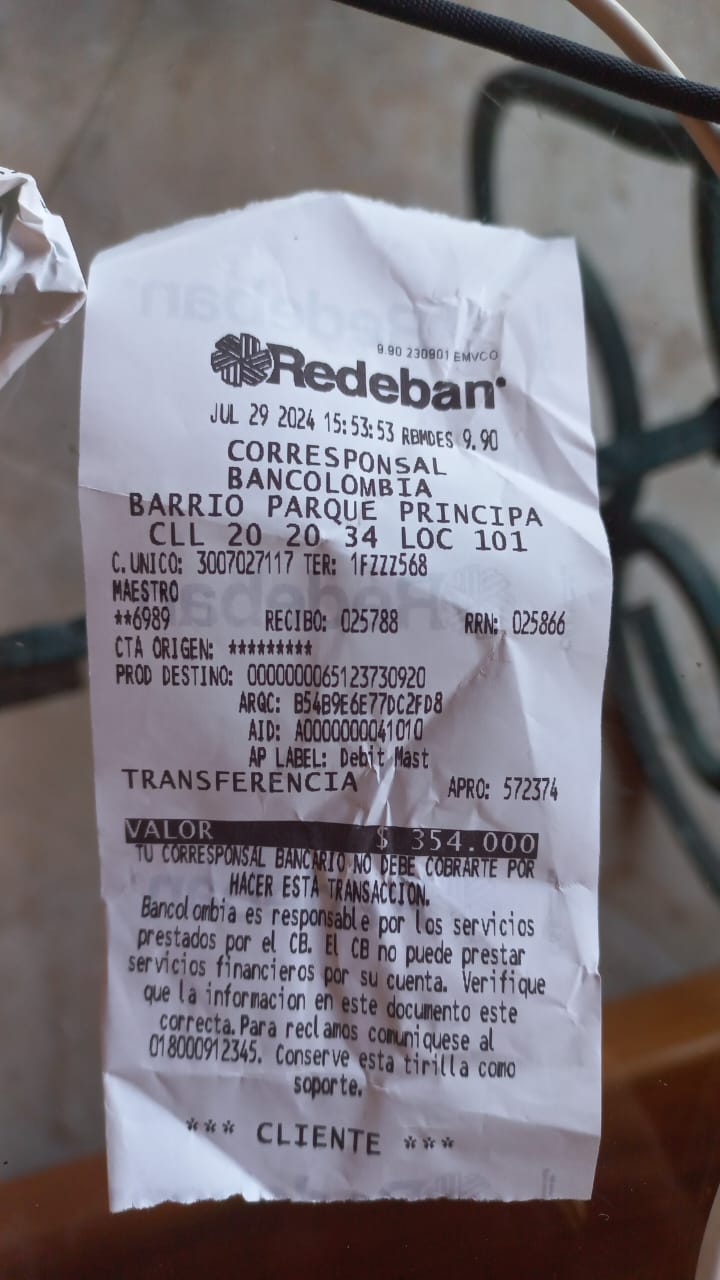 9.90 230901 EMVCO
Redeban
JUL 29 2024 15:53:53 RBMDES 9.90
CORRESPONSAL
BANCOLOMBIA
BARRIO PARQUE PRINCIPA
CLL 20 20 34 LOC 101
C. UNICO: 3007027117 TER: 1FZZZ568
MAESTRO
**6989 RECIBO: 025788 RRN: 025866
CTA ORIGEN: *********
PROD DESTINO: 0000000065123730920
ARQC: B54B9E6E77DC2FD8
AID: A0000000041010
AP LABEL: Debit Mast
TRANSFERENCIA APRO: 572374
VALOR $ 354.000
TU CORRESPONSAL BANCARIO NO DEBE COBRARTE POR
HACER ESTA TRANSACCION.
Bancolombia es responsable por los servicios
prestados por el CB. EL CB no puede prestar
servicios financieros por su cuenta. Verifique
que la informacion en este documento este
correcta. Para reclamos comuniquese al
018000912345. Conserve esta tirilla como
soporte.
*** CLIENTE ***